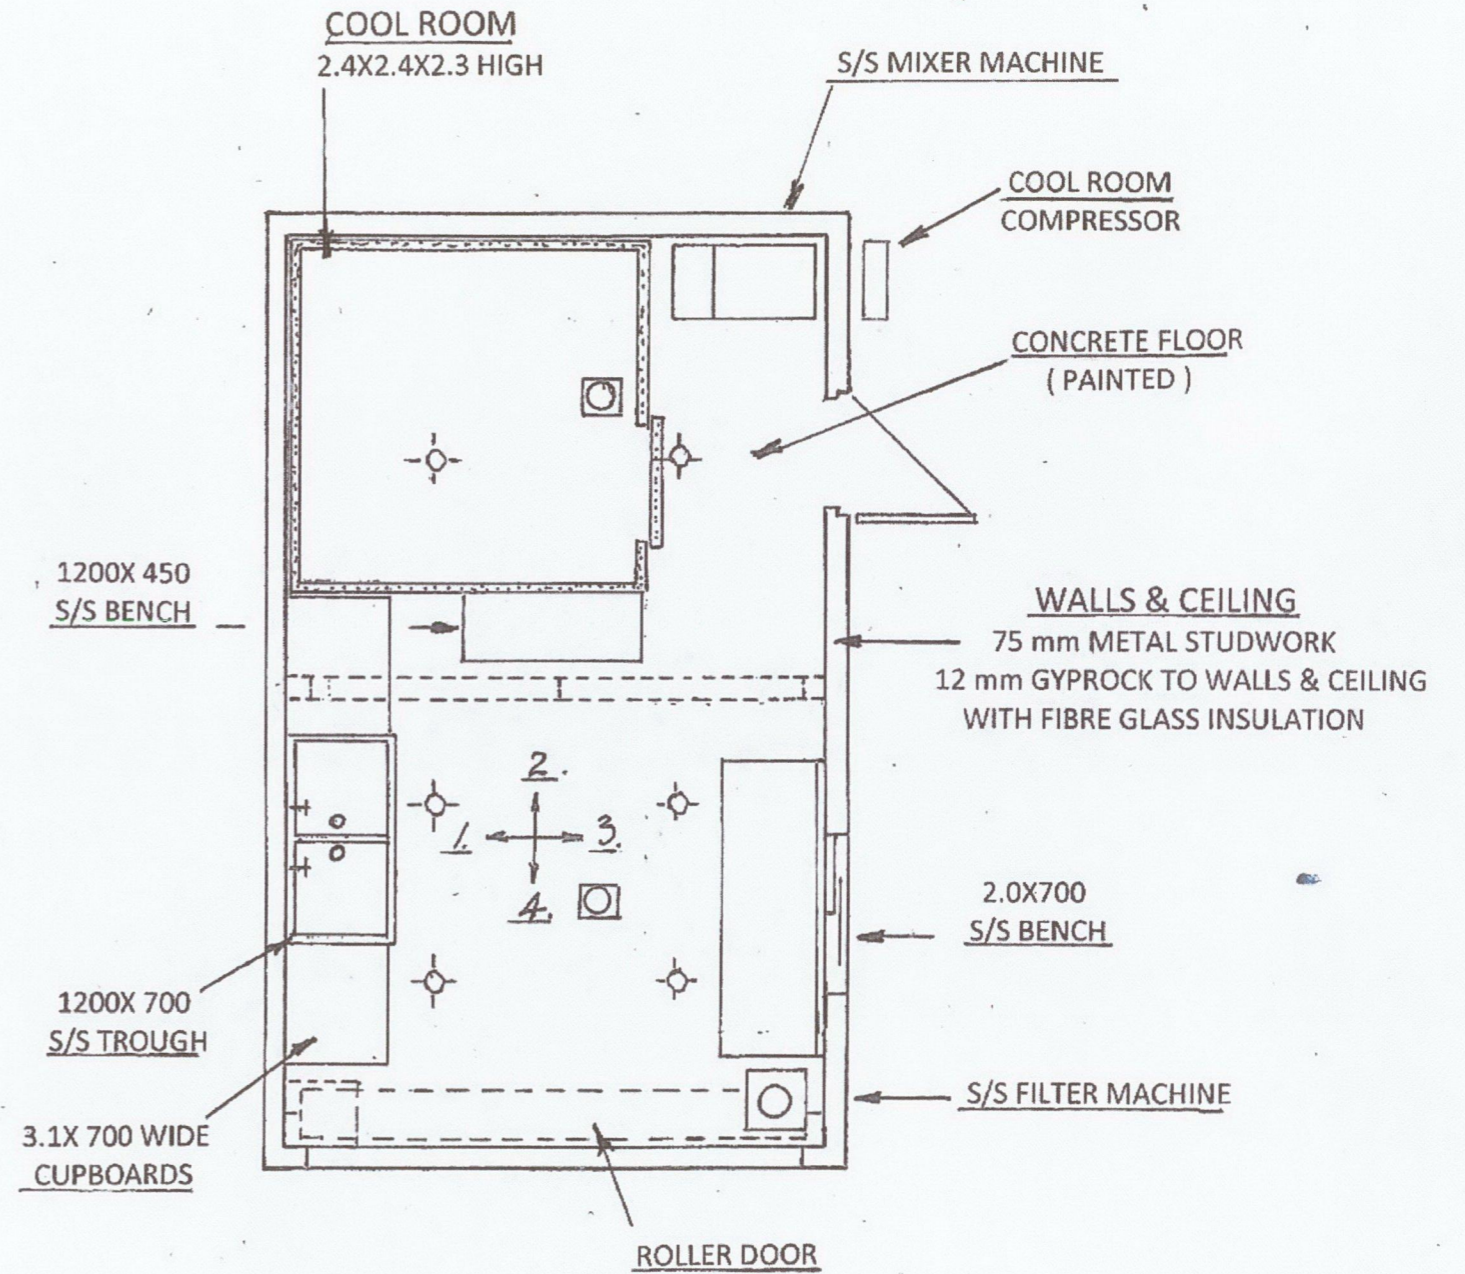 COOL ROOM
2.4X2.4X2.3 HIGH
S/S MIXER MACHINE
COOL ROOM
COMPRESSOR
CONCRETE FLOOR
( PAINTED )
1200X 450
S/S BENCH
WALLS & CEILING
75 mm METAL STUDWORK
12 mm GYPROCK TO WALLS & CEILING
WITH FIBRE GLASS INSULATION
2.
1.
3.
4.
2.0X700
S/S BENCH
1200X 700
S/S TROUGH
S/S FILTER MACHINE
3.1X 700 WIDE
CUPBOARDS
ROLLER DOOR